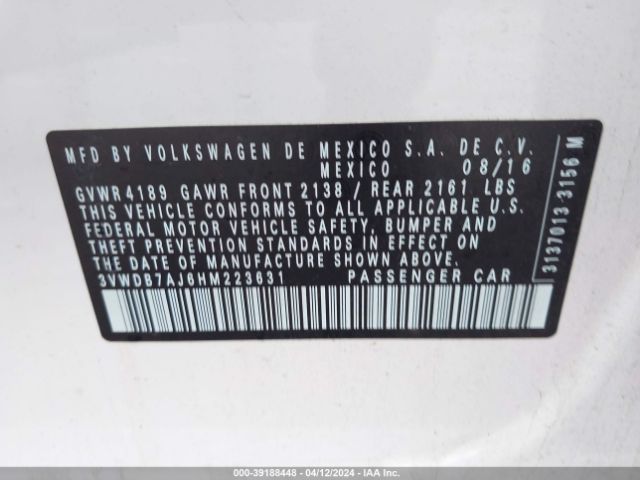 MFD BY VOLKSWAGEN DE MEXICO S.A. DE C.V.
MEXICO 08/16
GVWR 4189 GAWR FRONT 2138 / REAR 2161 LBS
THIS VEHICLE CONFORMS TO ALL APPLICABLE U.S.
FEDERAL MOTOR VEHICLE SAFETY, BUMPER AND
THEFT PREVENTION STANDARDS IN EFFECT ON
THE DATE OF MANUFACTURE SHOWN ABOVE.
3VWDB7AJ6HM223631 PASSENGER CAR
3137013-3156 M
000-39188448 - 04/12/2024 - IAA Inc.